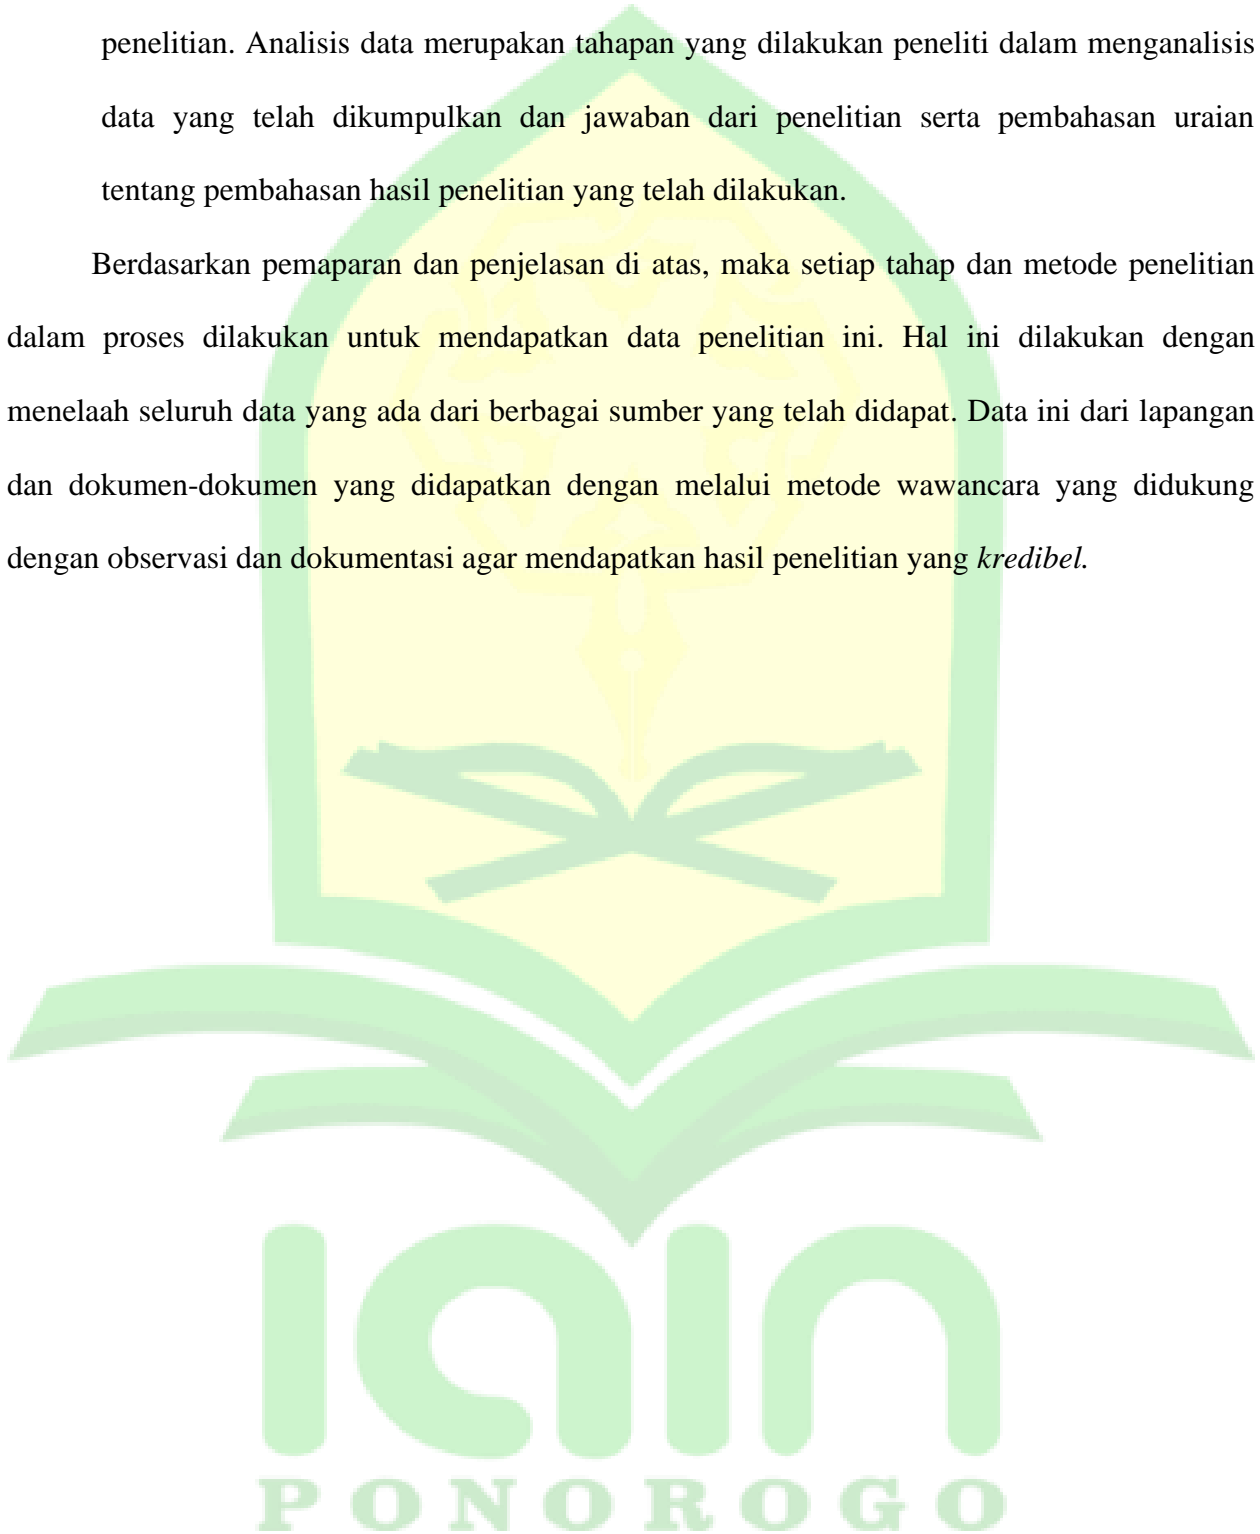 penelitian. Analisis data merupakan tahapan yang dilakukan peneliti dalam menganalisis
data yang telah dikumpulkan dan jawaban dari penelitian serta pembahasan uraian
tentang pembahasan hasil penelitian yang telah dilakukan.
Berdasarkan pemaparan dan penjelasan di atas, maka setiap tahap dan metode penelitian
dalam proses dilakukan untuk mendapatkan data penelitian ini. Hal ini dilakukan dengan
menelaah seluruh data yang ada dari berbagai sumber yang telah didapat. Data ini dari lapangan
dan dokumen-dokumen yang didapatkan dengan melalui metode wawancara yang didukung
dengan observasi dan dokumentasi agar mendapatkan hasil penelitian yang kredibel.
IAIN
PONOROGO